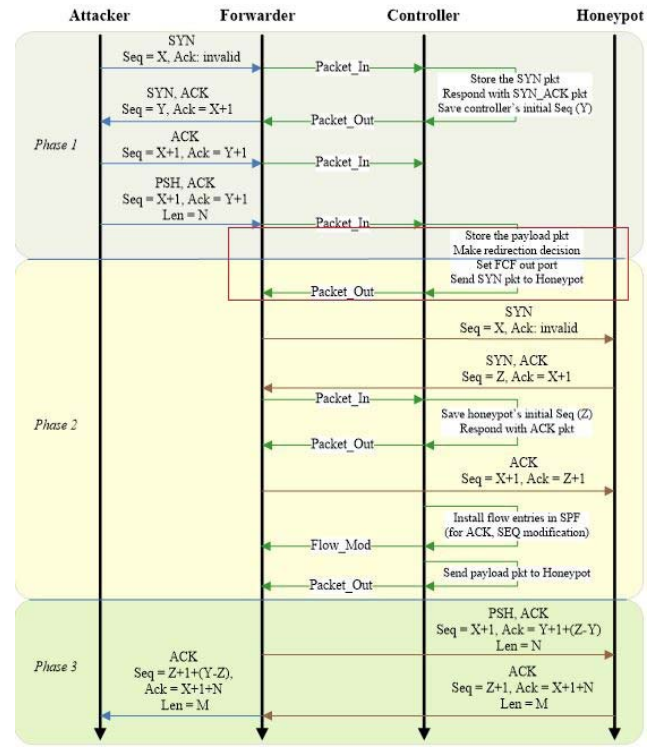 Attacker Forwarder Controller Honeypot
SYN
Seq = X, Ack: invalid
Packet_In
Store the SYN pkt
Respond with SYN_ACK pkt
Save controller's initial Seq (Y)
SYN, ACK
Seq = Y, Ack = X+1
Packet_Out
Phase 1
ACK
Seq = X+1, Ack = Y+1
Packet_In
PSH, ACK
Seq = X+1, Ack = Y+1
Len = N
Packet_In
Store the payload pkt
Make redirection decision
Set FCF out port
Send SYN pkt to Honeypot
Packet_Out
SYN
Seq = X, Ack: invalid
SYN, ACK
Seq = Z, Ack = X+1
Packet_In
Phase 2
Save honeypot's initial Seq (Z)
Respond with ACK pkt
Packet_Out
ACK
Seq = X+1, Ack = Z+1
Install flow entries in SPF
(for ACK, SEQ modification)
Flow_Mod
Send payload pkt to Honeypot
Packet_Out
PSH, ACK
Seq = X+1, Ack = Y+1+(Z-Y)
Len = N
Phase 3
ACK
Seq = Z+1+(Y-Z),
Ack = X+1+N
Len = M
ACK
Seq = Z+1, Ack = X+1+N
Len = M